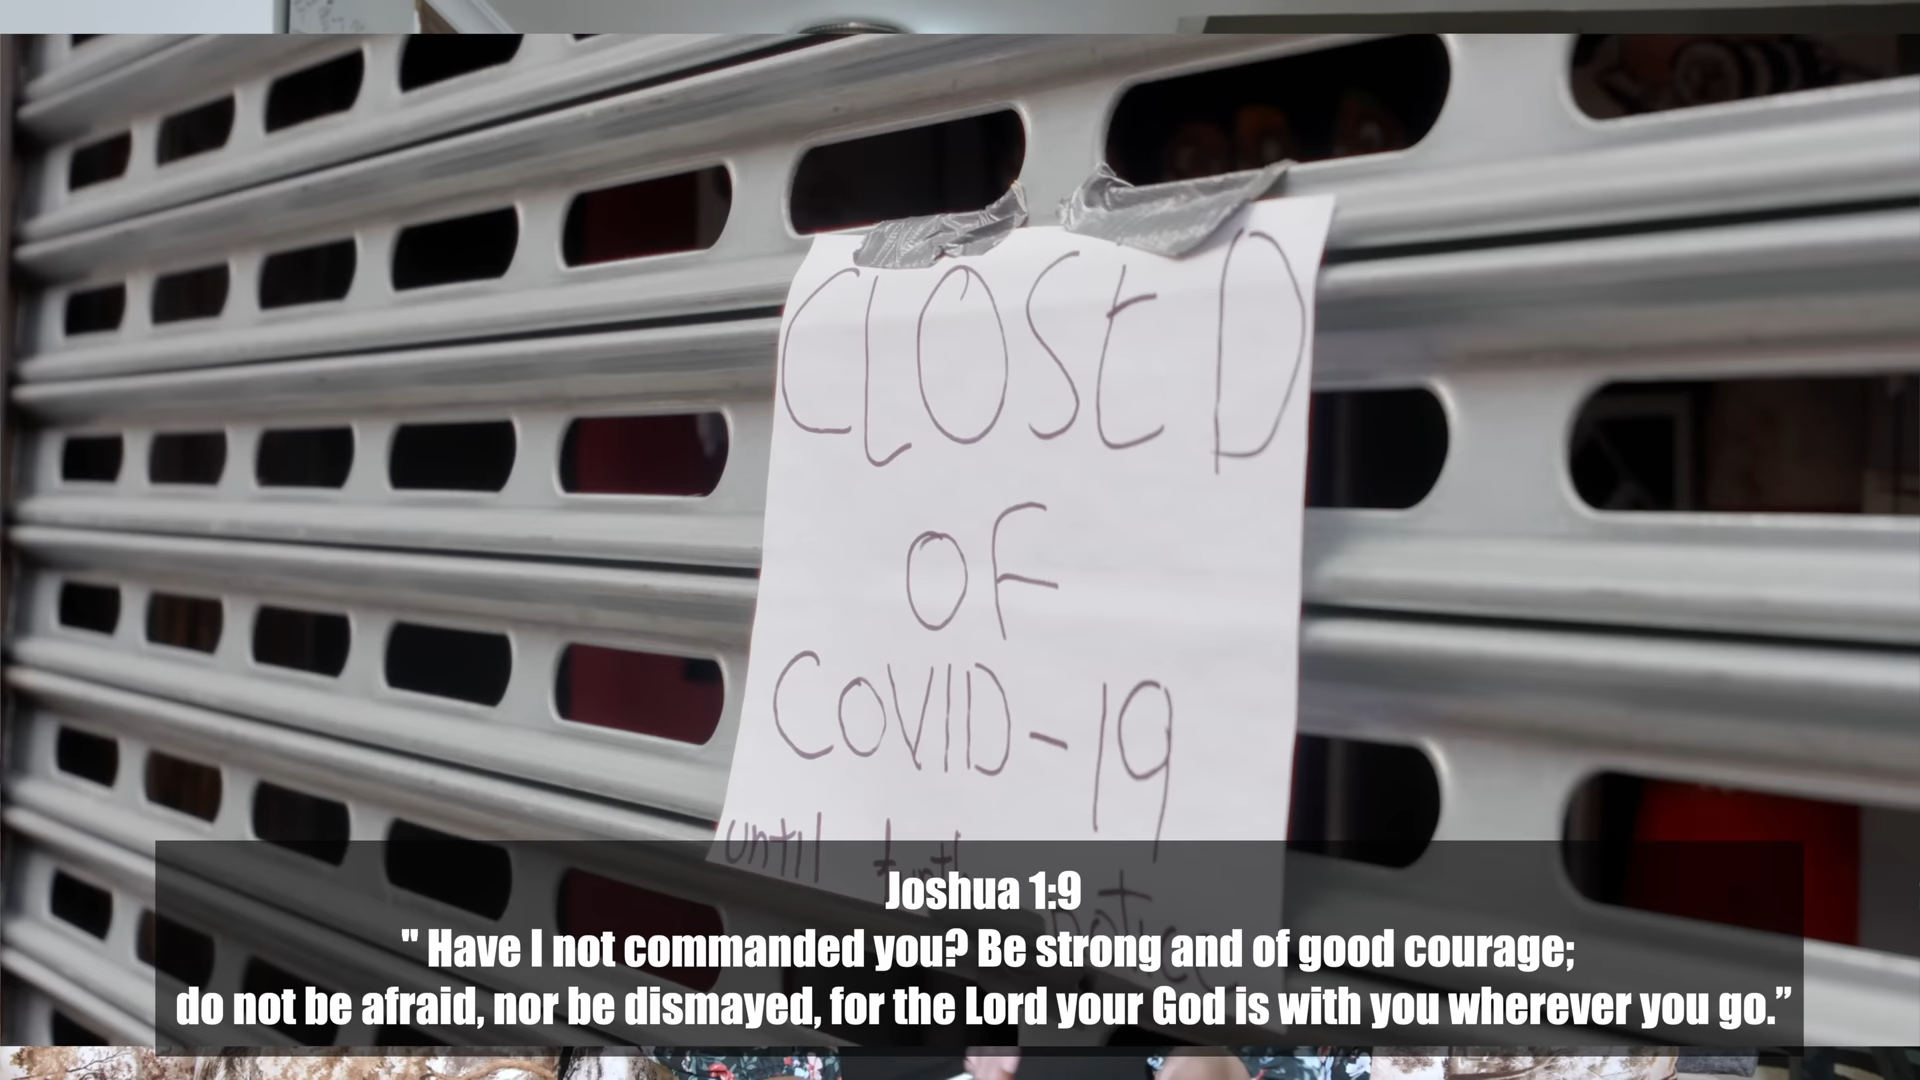 CLOSED
OF
COVID-19
until
Joshua 1:9
" Have I not commanded you? Be strong and of good courage;
do not be afraid, nor be dismayed, for the Lord your God is with you wherever you go.”